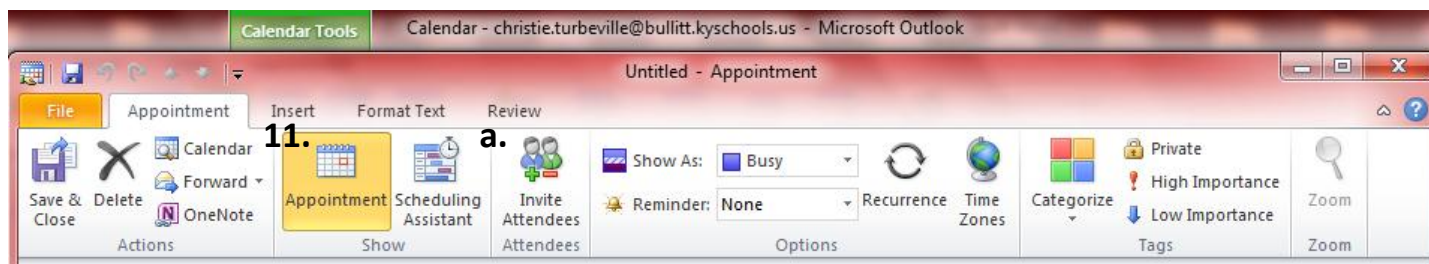 Calendar Tools Calendar - christie.turbeville@bullitt.kyschools.us - Microsoft Outlook
Untitled - Appointment
File Appointment Insert Format Text Review
11. a.
Save & Close
Delete
Calendar
Forward
OneNote
Actions
Appointment
Scheduling Assistant
Show
Invite Attendees
Attendees
Show As: Busy
Reminder: None
Recurrence
Time Zones
Options
Categorize
Private
High Importance
Low Importance
Tags
Zoom
Zoom